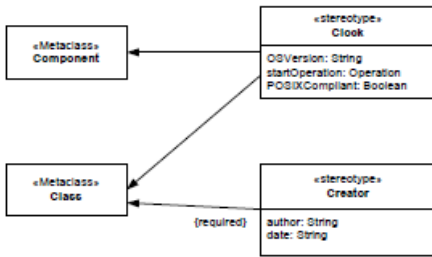 «stereotype»
Clock
OSVersion: String
startOperation: Operation
POSIXCompliant: Boolean
«Metaclass»
Component
«Metaclass»
Class
«stereotype»
Creator
{required}
author: String
date: String